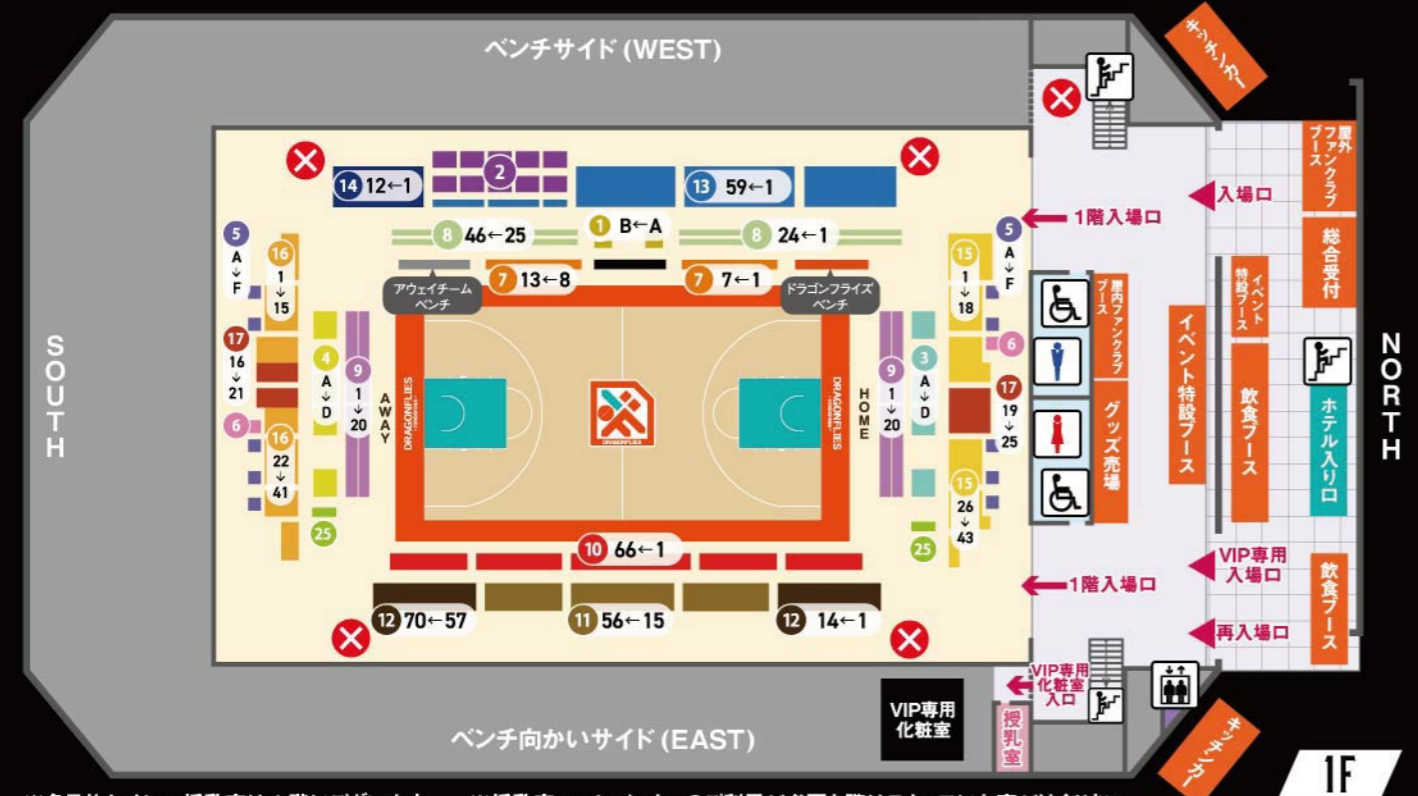 ベンチサイド (WEST)
キッチンカー
屋外
ファンクラブ
ブース
入場口
1階入場口
総合受付
14 12←1
2
13 59←1
5
A
↓
F
16
1
↓
15
8 46←25
1 B←A
8 24←1
15
1
↓
18
5
A
↓
F
7 13←8
7 7←1
アウェイチーム
ベンチ
ドラゴンフライズ
ベンチ
屋内ファンクラブ
ブース
イベント特設ブース
イベント
特設ブース
17
16
↓
21
4
A
↓
D
9
1
↓
20
AWAY
DRAGONFLIES
DRAGONFLIES
DRAGONFLIES
HOME
9
1
↓
20
3
A
↓
D
6
17
19
↓
25
SOUTH
NORTH
グッズ売場
飲食ブース
ホテル入り口
6
16
22
↓
41
15
26
↓
43
25
25
10 66←1
1階入場口
VIP専用
入場口
飲食ブース
12 70←57
11 56←15
12 14←1
再入場口
VIP専用
化粧室
入口
VIP専用
化粧室
授乳室
ベンチ向かいサイド (EAST)
キッチンカー
1F